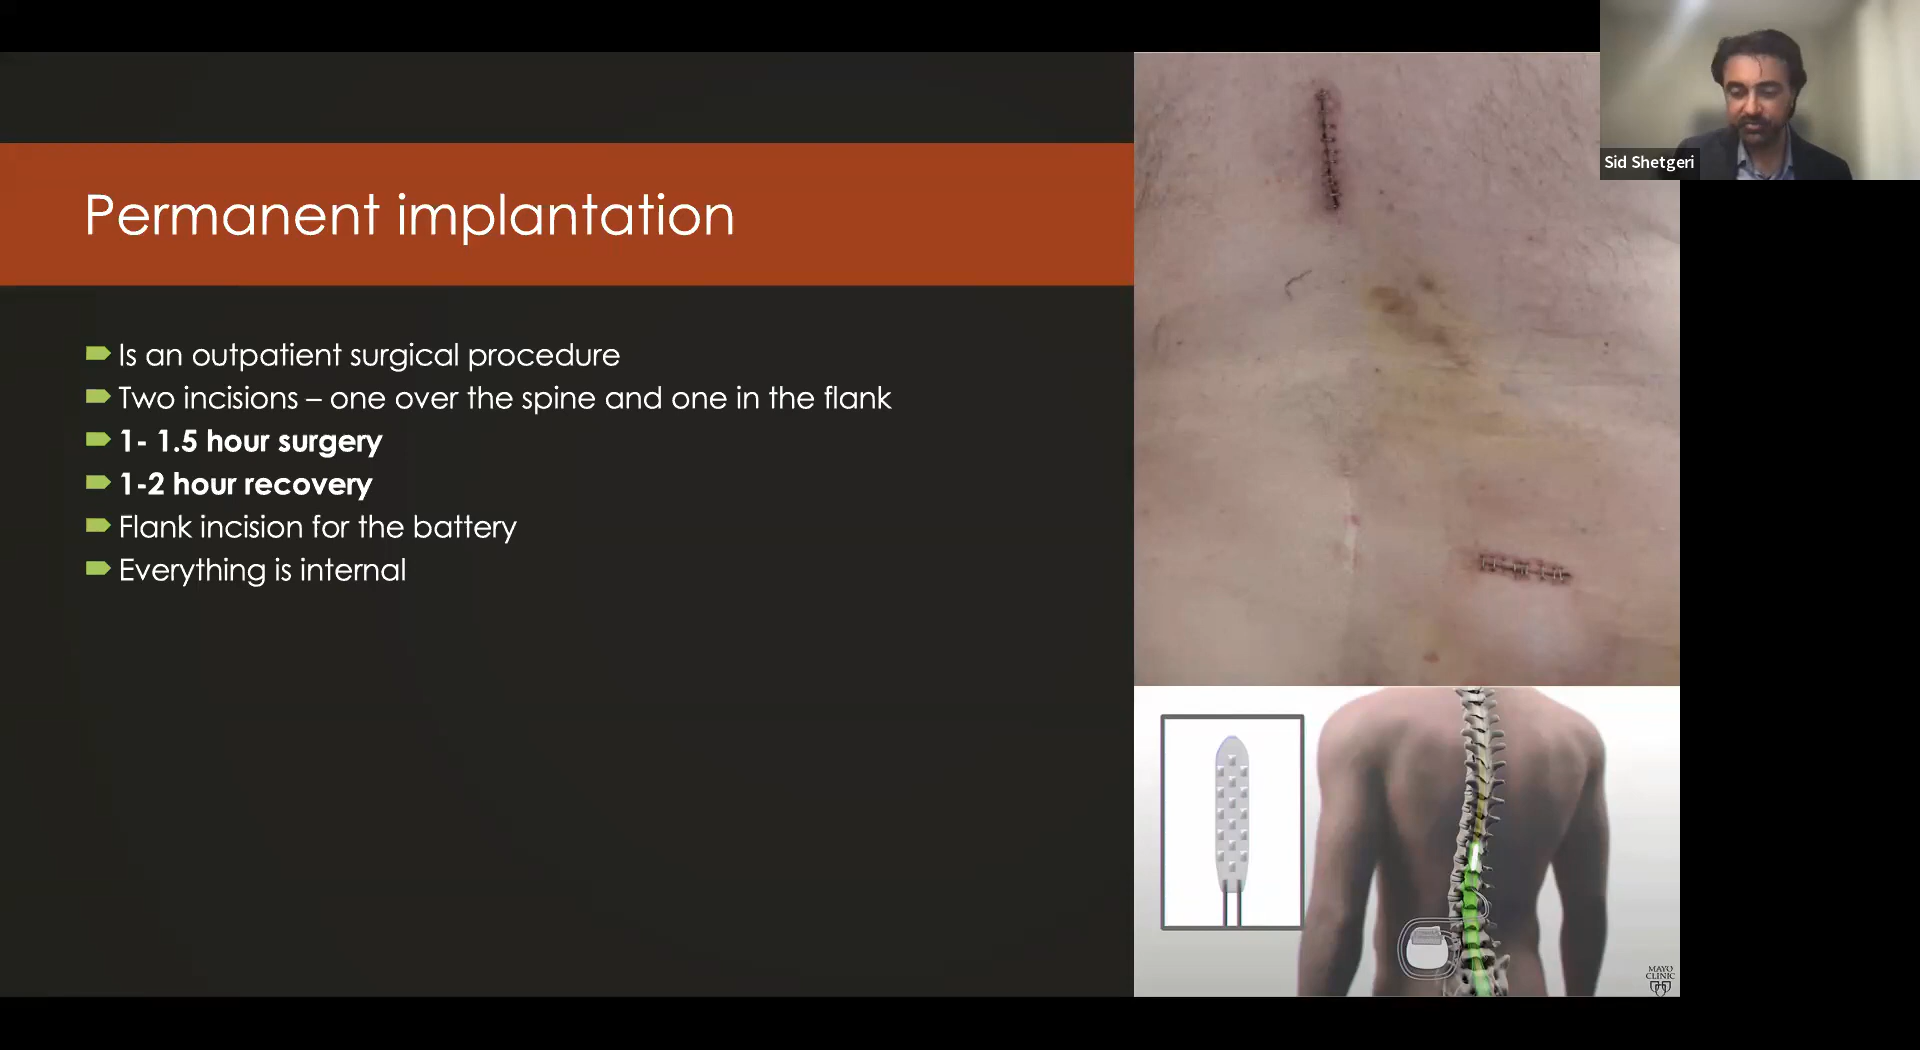 Sid Shetgeri
Permanent implantation
Is an outpatient surgical procedure
Two incisions – one over the spine and one in the flank
1- 1.5 hour surgery
1-2 hour recovery
Flank incision for the battery
Everything is internal
MAYO
CLINIC